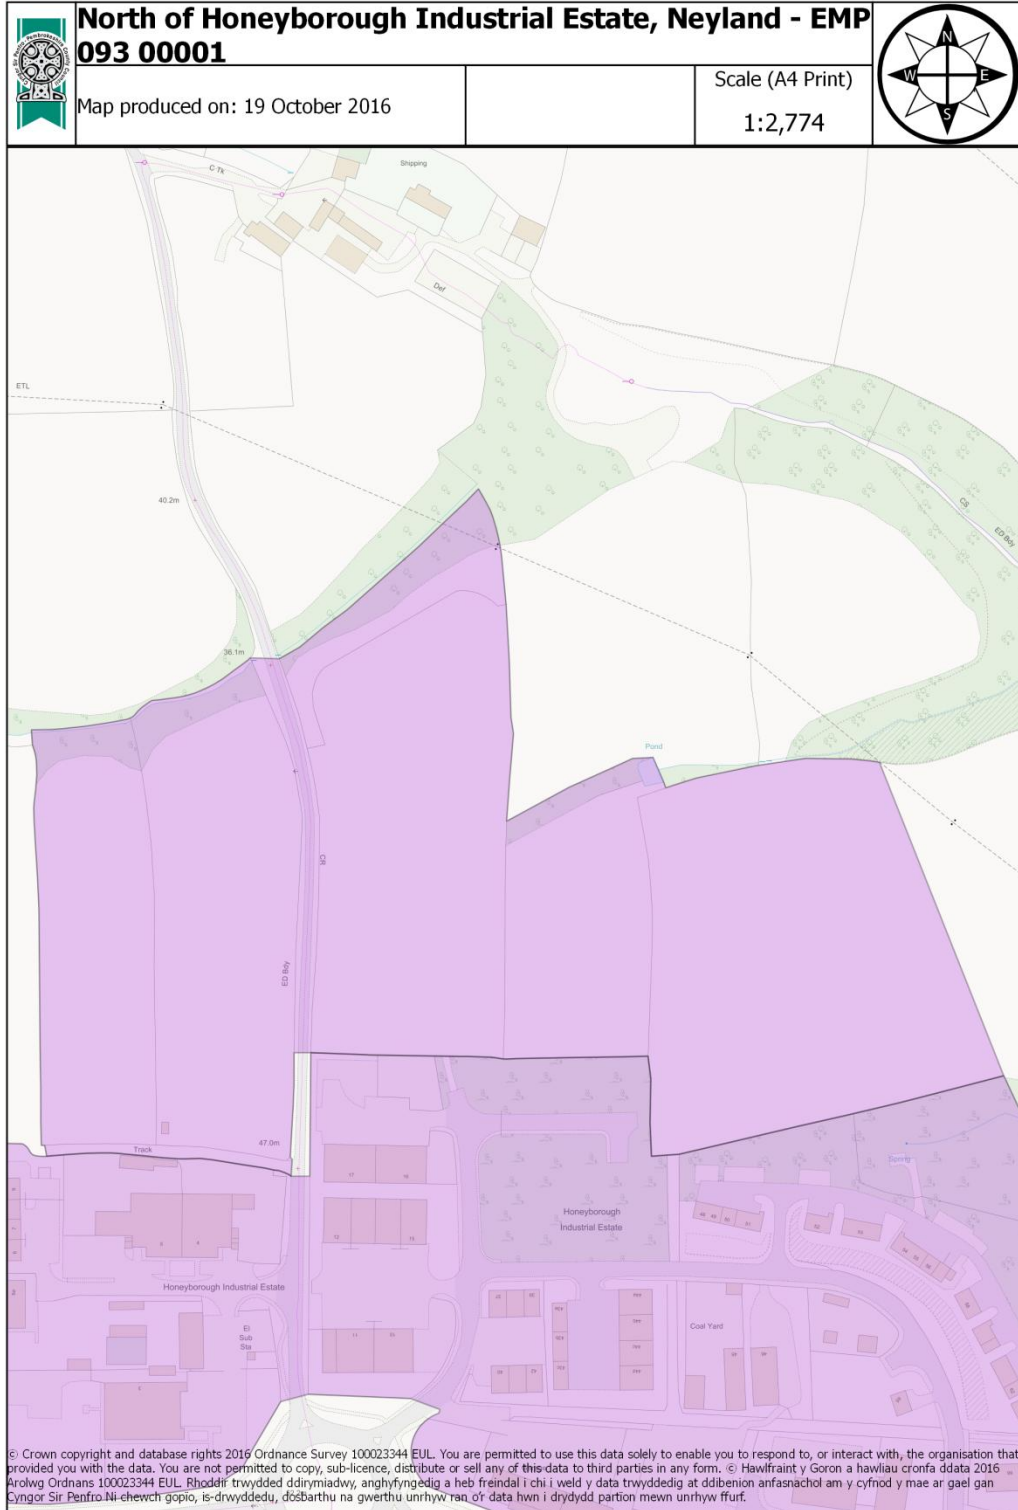 North of Honeyborough Industrial Estate, Neyland - EMP
093 00001
Map produced on: 19 October 2016
Scale (A4 Print)
1:2,774
N
W
E
S
Shipping
C Tk
Def
ETL
40.2m
CS
ED Bdy
36.1m
Pond
CR
ED Bdy
47.0m
Track
Spring
Honeyborough
Industrial Estate
Honeyborough Industrial Estate
El
Sub
Sta
Coal Yard
© Crown copyright and database rights 2016 Ordnance Survey 100023344 EUL. You are permitted to use this data solely to enable you to respond to, or interact with, the organisation that
provided you with the data. You are not permitted to copy, sub-licence, distribute or sell any of this data to third parties in any form. © Hawlfraint y Goron a hawliau cronfa ddata 2016
Arolwg Ordnans 100023344 EUL. Rhoddir trwydded ddirymiadwy, anghyfyngedig a heb freindal i chi i weld y data trwyddedig at ddibenion anfasnachol am y cyfnod y mae ar gael gan
Cyngor Sir Penfro. Ni chewch gopïo, is-drwyddedu, dosbarthu na gwerthu unrhyw ran o'r data hwn i drydydd partion mewn unrhyw ffurf.